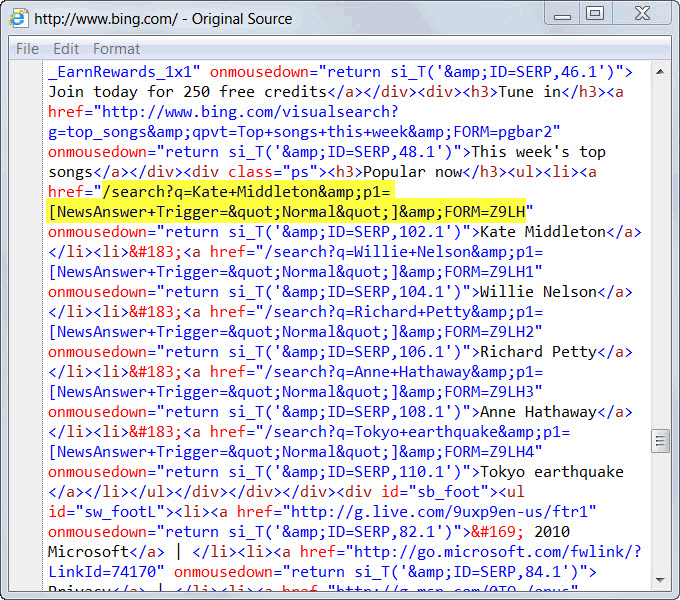 http://www.bing.com/ - Original Source
File Edit Format
_EarnRewards_1x1" onmousedown="return si_T('&amp;ID=SERP,46.1')">
Join today for 250 free credits</a></div><div><h3>Tune in</h3><a
href="http://www.bing.com/visualsearch?
g=top_songs&amp;qpvt=Top+songs+this+week&amp;FORM=pgbar2"
onmousedown="return si_T('&amp;ID=SERP,48.1')">This week's top
songs</a></div><div class="ps"><h3>Popular now</h3><ul><li><a
href="/search?q=Kate+Middleton&amp;p1=
[NewsAnswer+Trigger=&quot;Normal&quot;]&amp;FORM=Z9LH"
onmousedown="return si_T('&amp;ID=SERP,102.1')">Kate Middleton</a>
</li><li>&#183;<a href="/search?q=Willie+Nelson&amp;p1=
[NewsAnswer+Trigger=&quot;Normal&quot;]&amp;FORM=Z9LH1"
onmousedown="return si_T('&amp;ID=SERP,104.1')">Willie Nelson</a>
</li><li>&#183;<a href="/search?q=Richard+Petty&amp;p1=
[NewsAnswer+Trigger=&quot;Normal&quot;]&amp;FORM=Z9LH2"
onmousedown="return si_T('&amp;ID=SERP,106.1')">Richard Petty</a>
</li><li>&#183;<a href="/search?q=Anne+Hathaway&amp;p1=
[NewsAnswer+Trigger=&quot;Normal&quot;]&amp;FORM=Z9LH3"
onmousedown="return si_T('&amp;ID=SERP,108.1')">Anne Hathaway</a>
</li><li>&#183;<a href="/search?q=Tokyo+earthquake&amp;p1=
[NewsAnswer+Trigger=&quot;Normal&quot;]&amp;FORM=Z9LH4"
onmousedown="return si_T('&amp;ID=SERP,110.1')">Tokyo earthquake
</a></li></ul></div></div></div><div id="sb_foot"><ul
id="sw_footL"><li><a href="http://g.live.com/9uxp9en-us/ftr1"
onmousedown="return si_T('&amp;ID=SERP,82.1')">&#169; 2010
Microsoft</a> | </li><li><a href="http://go.microsoft.com/fwlink/?
LinkId=74170" onmousedown="return si_T('&amp;ID=SERP,84.1')">
Privacy</a> | </li><li><a href="http://g.msn.com/0TO_/enus"